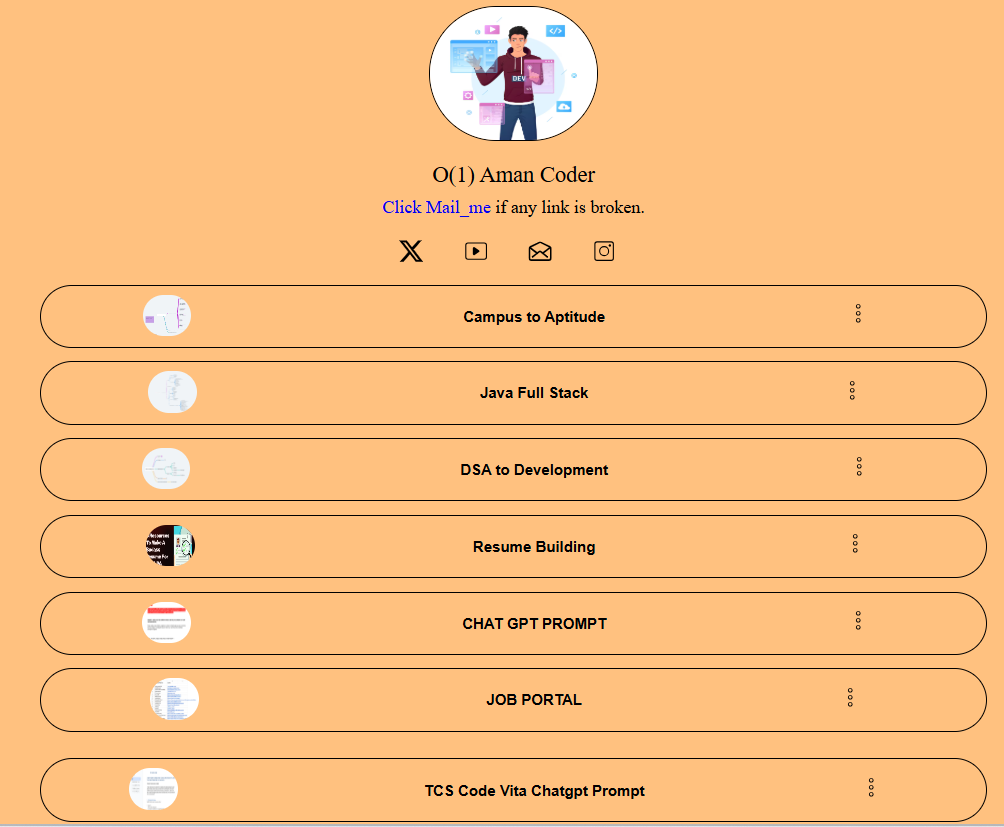 </>
DEV
O(1) Aman Coder
Click Mail_me if any link is broken.
Campus to Aptitude
Java Full Stack
DSA to Development
Resume Building
CHAT GPT PROMPT
JOB PORTAL
TCS Code Vita Chatgpt Prompt